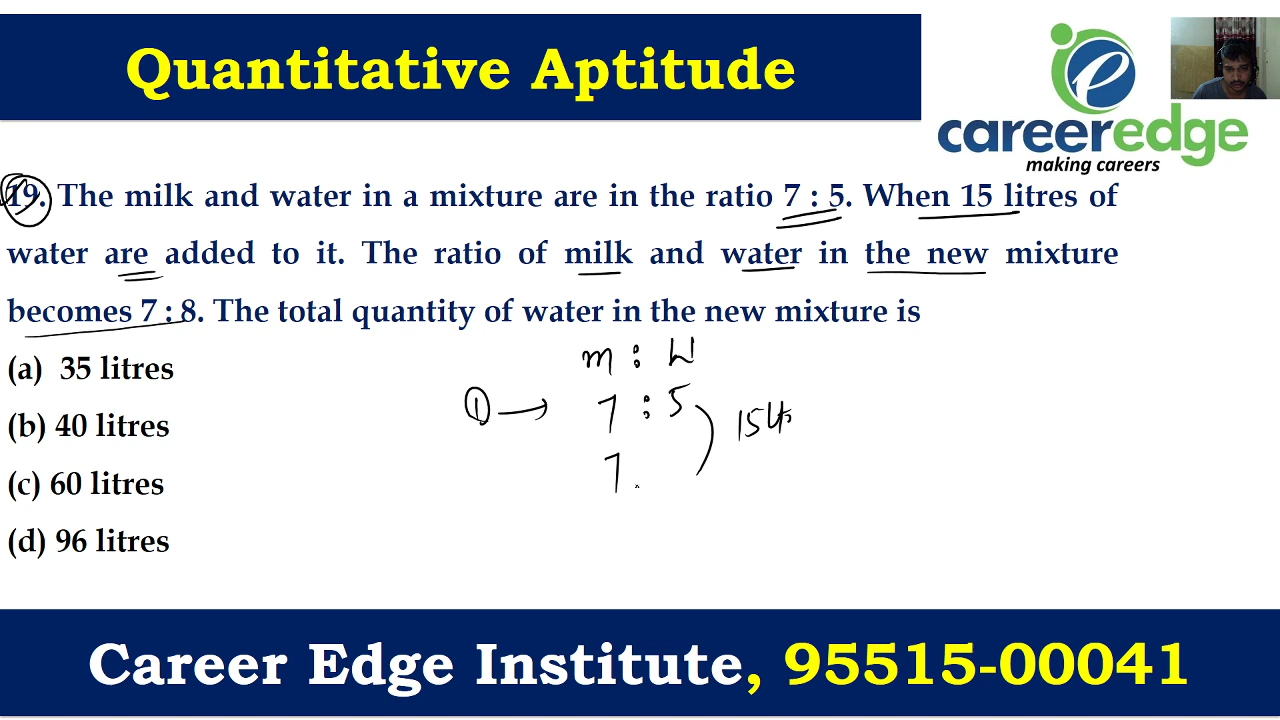 Quantitative Aptitude
careeredge
making careers
19. The milk and water in a mixture are in the ratio 7 : 5. When 15 litres of
water are added to it. The ratio of milk and water in the new mixture
becomes 7 : 8. The total quantity of water in the new mixture is
(a) 35 litres
(b) 40 litres
(c) 60 litres
(d) 96 litres
m : W
① → 7 : 5
15
7
Career Edge Institute, 95515-00041